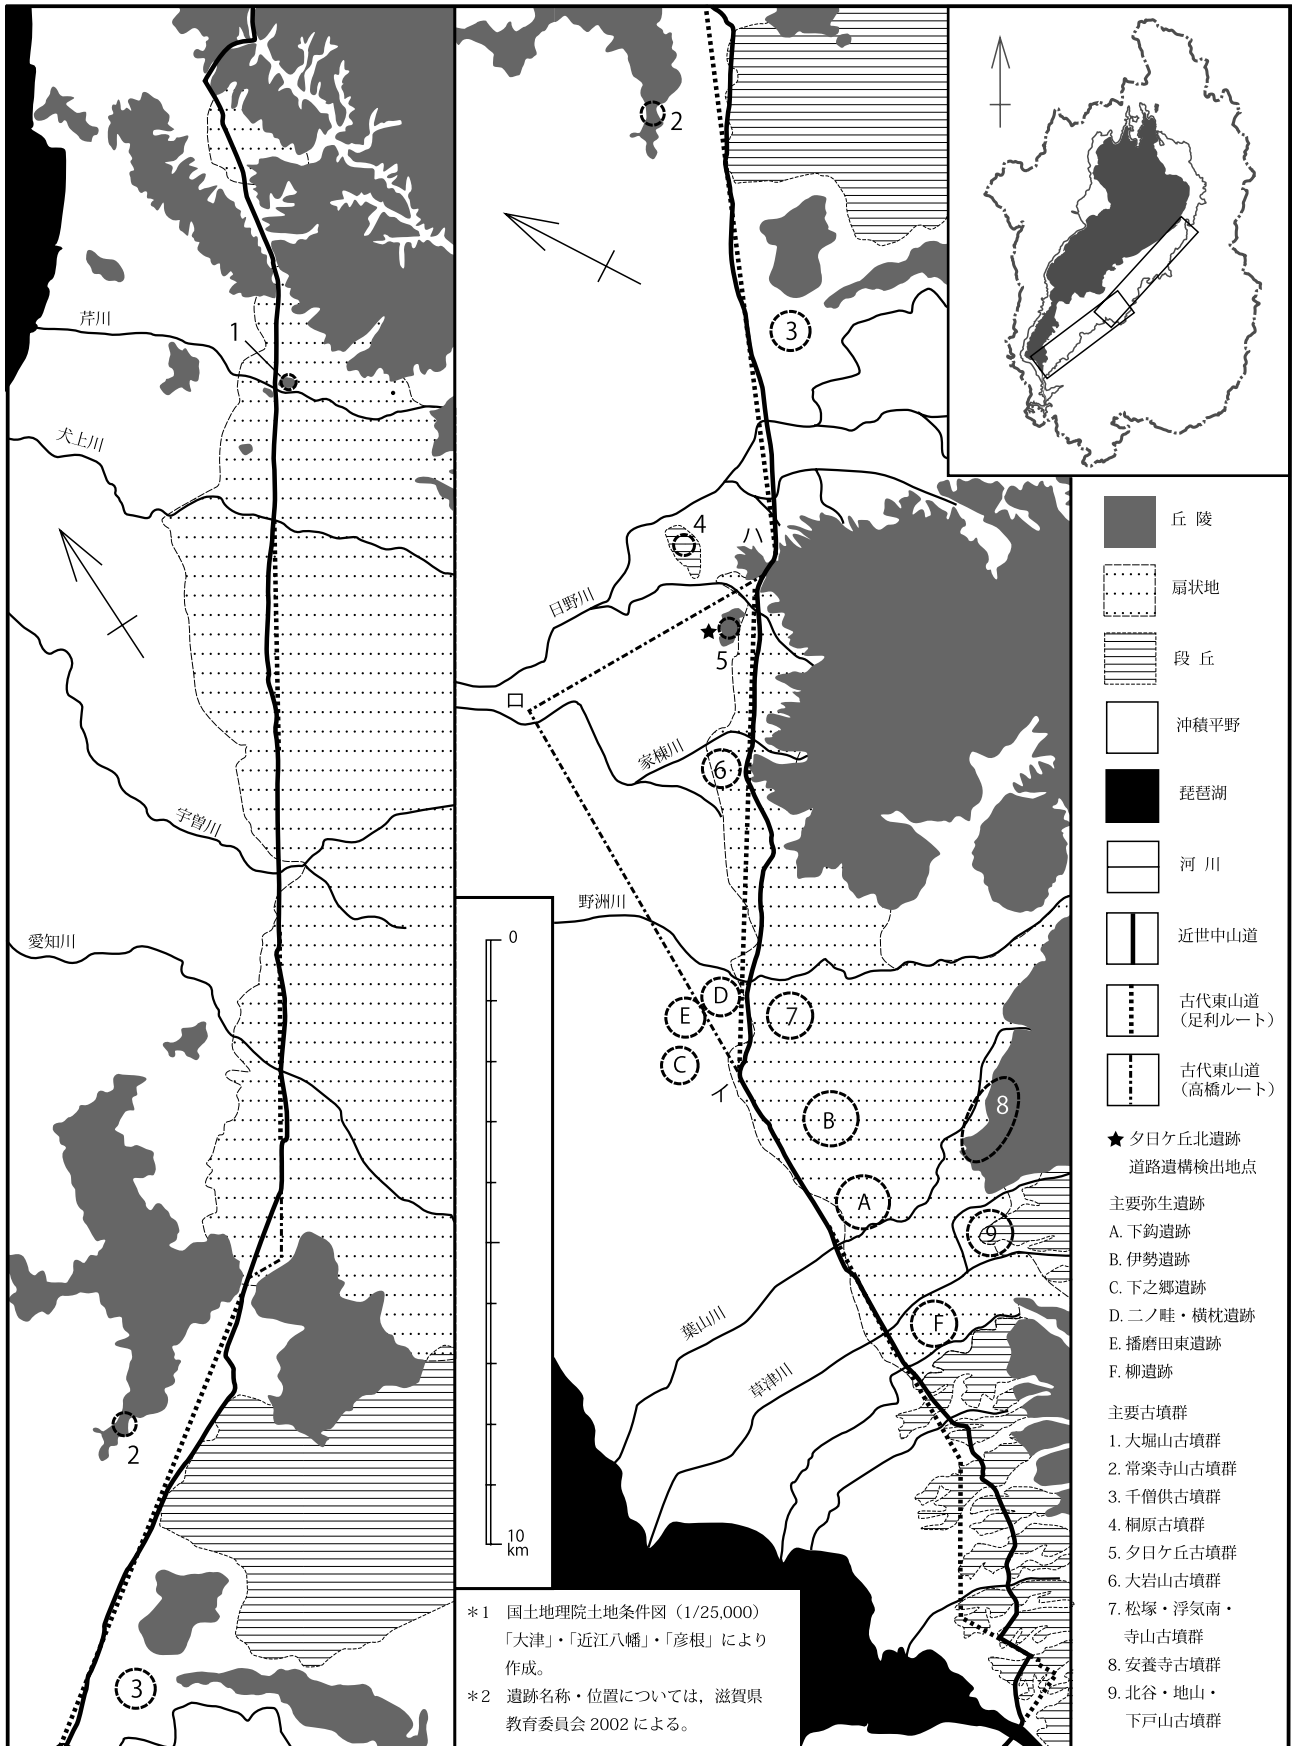 芹川
1
犬上川
宇曽川
愛知川
2
3
2
3
4
ハ
日野川
5
ロ
家棟川
6
野洲川
D
E
7
C
イ
B
8
A
9
葉山川
F
草津川
0
10
km
＊1　国土地理院土地条件図（1/25,000）
「大津」・「近江八幡」・「彦根」により
作成。
＊2　遺跡名称・位置については，滋賀県
教育委員会 2002 による。
丘 陵
扇状地
段 丘
沖積平野
琵琶湖
河 川
近世中山道
古代東山道
（足利ルート）
古代東山道
（高橋ルート）
★ 夕日ケ丘北遺跡
道路遺構検出地点
主要弥生遺跡
A. 下鈎遺跡
B. 伊勢遺跡
C. 下之郷遺跡
D. 二ノ畦・横枕遺跡
E. 播磨田東遺跡
F. 柳遺跡
主要古墳群
1. 大堀山古墳群
2. 常楽寺山古墳群
3. 千僧供古墳群
4. 桐原古墳群
5. 夕日ケ丘古墳群
6. 大岩山古墳群
7. 松塚・浮気南・
寺山古墳群
8. 安養寺古墳群
9. 北谷・地山・
下戸山古墳群